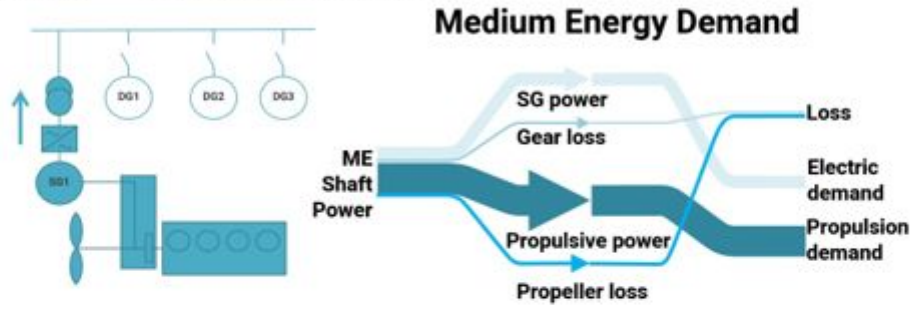 Medium Energy Demand
DG1
DG2
DG3
SG1
ME
Shaft
Power
SG power
Gear loss
Propulsive power
Propeller loss
Loss
Electric
demand
Propulsion
demand